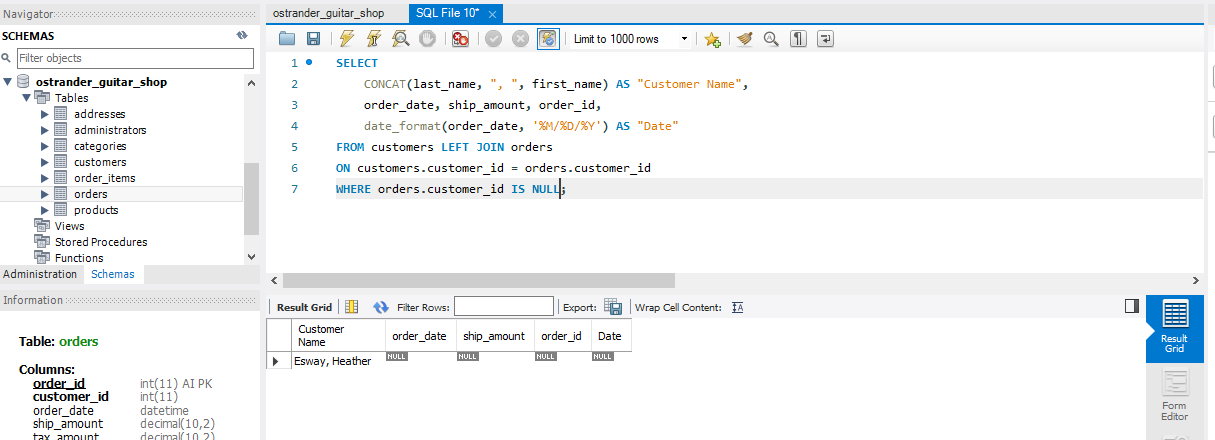 Navigator
SCHEMAS
Filter objects
ostrander_guitar_shop
Tables
addresses
administrators
categories
customers
order_items
orders
products
Views
Stored Procedures
Functions
Administration Schemas
Information
Table: orders
Columns:
order_id int(11) AI PK
customer_id int(11)
order_date datetime
ship_amount decimal(10,2)
tax_amount decimal(10,2)
ostrander_guitar_shop SQL File 10*
Limit to 1000 rows
1 SELECT
2 CONCAT(last_name, ", ", first_name) AS "Customer Name",
3 order_date, ship_amount, order_id,
4 date_format(order_date, '%M/%D/%Y') AS "Date"
5 FROM customers LEFT JOIN orders
6 ON customers.customer_id = orders.customer_id
7 WHERE orders.customer_id IS NULL;
Result Grid Filter Rows: Export: Wrap Cell Content:
Customer Name order_date ship_amount order_id Date
Esway, Heather NULL NULL NULL NULL
Result
Grid
Form
Editor